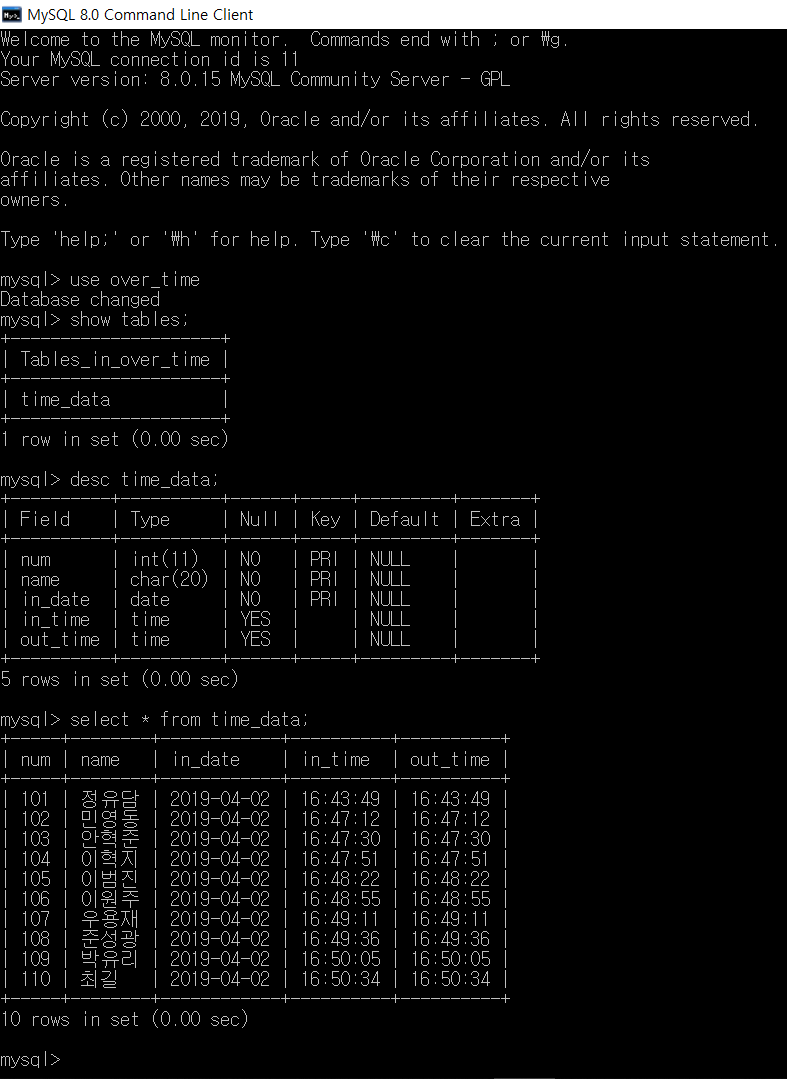 MySQL 8.0 Command Line Client
Welcome to the MySQL monitor.  Commands end with ; or ₩g.
Your MySQL connection id is 11
Server version: 8.0.15 MySQL Community Server - GPL
Copyright (c) 2000, 2019, Oracle and/or its affiliates. All rights reserved.
Oracle is a registered trademark of Oracle Corporation and/or its
affiliates. Other names may be trademarks of their respective
owners.
Type 'help;' or '₩h' for help. Type '₩c' to clear the current input statement.
mysql> use over_time
Database changed
mysql> show tables;
+---------------------+
| Tables_in_over_time |
+---------------------+
| time_data           |
+---------------------+
1 row in set (0.00 sec)
mysql> desc time_data;
+----------+----------+------+-----+---------+-------+
| Field    | Type     | Null | Key | Default | Extra |
+----------+----------+------+-----+---------+-------+
| num      | int(11)  | NO   | PRI | NULL    |       |
| name     | char(20) | NO   | PRI | NULL    |       |
| in_date  | date     | NO   | PRI | NULL    |       |
| in_time  | time     | YES  |     | NULL    |       |
| out_time | time     | YES  |     | NULL    |       |
+----------+----------+------+-----+---------+-------+
5 rows in set (0.00 sec)
mysql> select * from time_data;
+-----+--------+------------+----------+----------+
| num | name   | in_date    | in_time  | out_time |
+-----+--------+------------+----------+----------+
| 101 | 정유담 | 2019-04-02 | 16:43:49 | 16:43:49 |
| 102 | 민영동 | 2019-04-02 | 16:47:12 | 16:47:12 |
| 103 | 안혁준 | 2019-04-02 | 16:47:30 | 16:47:30 |
| 104 | 이혁지 | 2019-04-02 | 16:47:51 | 16:47:51 |
| 105 | 이범진 | 2019-04-02 | 16:48:22 | 16:48:22 |
| 106 | 이원주 | 2019-04-02 | 16:48:55 | 16:48:55 |
| 107 | 우용재 | 2019-04-02 | 16:49:11 | 16:49:11 |
| 108 | 준성광 | 2019-04-02 | 16:49:36 | 16:49:36 |
| 109 | 박유리 | 2019-04-02 | 16:50:05 | 16:50:05 |
| 110 | 최길   | 2019-04-02 | 16:50:34 | 16:50:34 |
+-----+--------+------------+----------+----------+
10 rows in set (0.00 sec)
mysql>